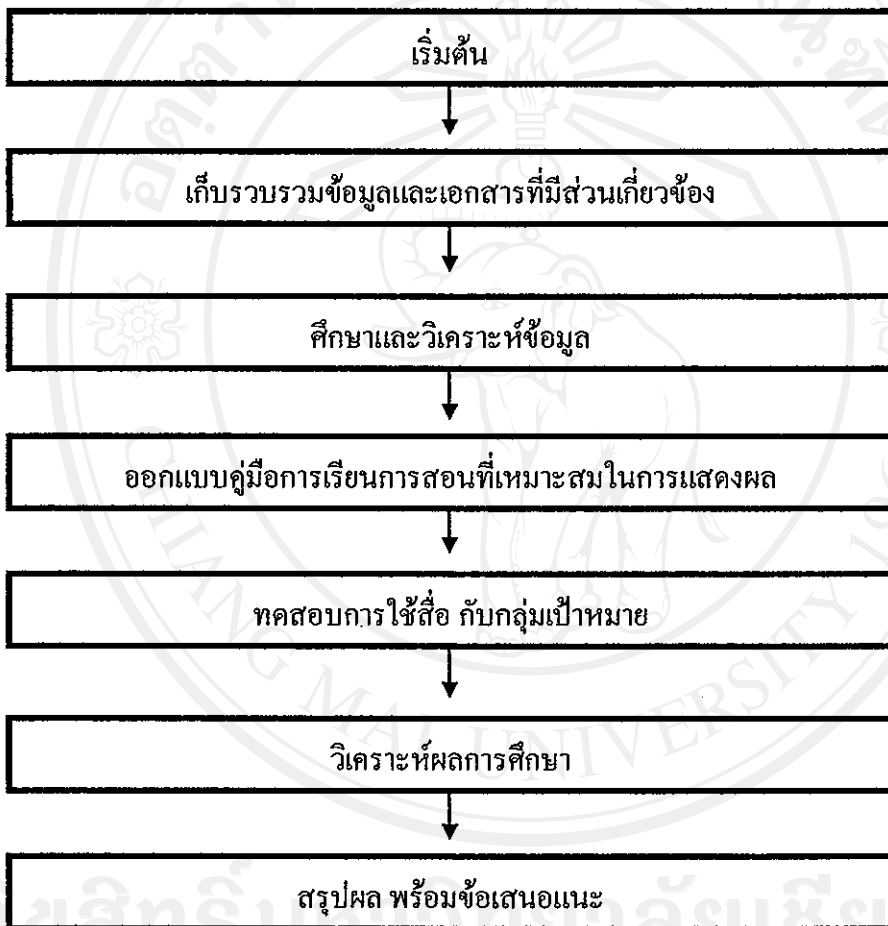 เริ่มต้น
เก็บรวบรวมข้อมูลและเอกสารที่มีส่วนเกี่ยวข้อง
ศึกษาและวิเคราะห์ข้อมูล
ออกแบบคู่มือการเรียนการสอนที่เหมาะสมในการแสดงผล
ทดสอบการใช้สื่อ กับกลุ่มเป้าหมาย
วิเคราะห์ผลการศึกษา
สรุปผล พร้อมข้อเสนอแนะ
CHIANG MAI UNIVERSITY